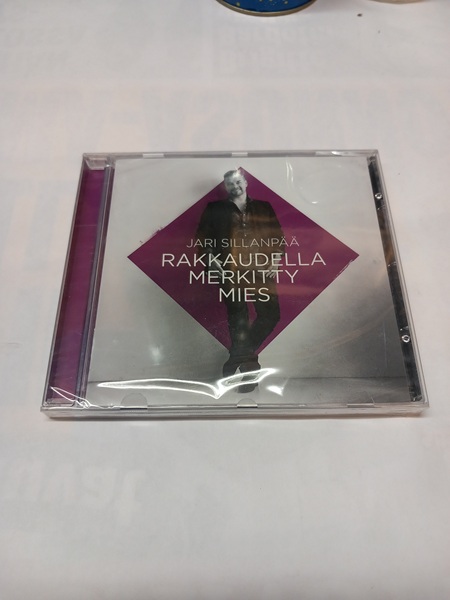 JARI SILLANPÄÄ
RAKKAUDELLA
MERKITTY
MIES